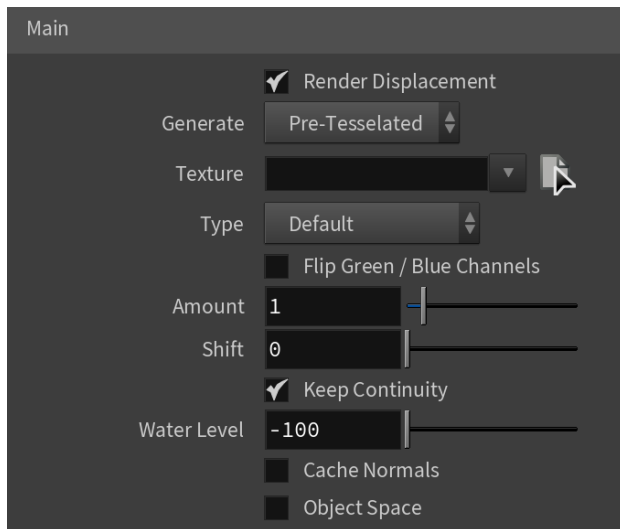 Main
Render Displacement
Generate Pre-Tesselated
Texture
Type Default
Flip Green / Blue Channels
Amount 1
Shift 0
Keep Continuity
Water Level -100
Cache Normals
Object Space